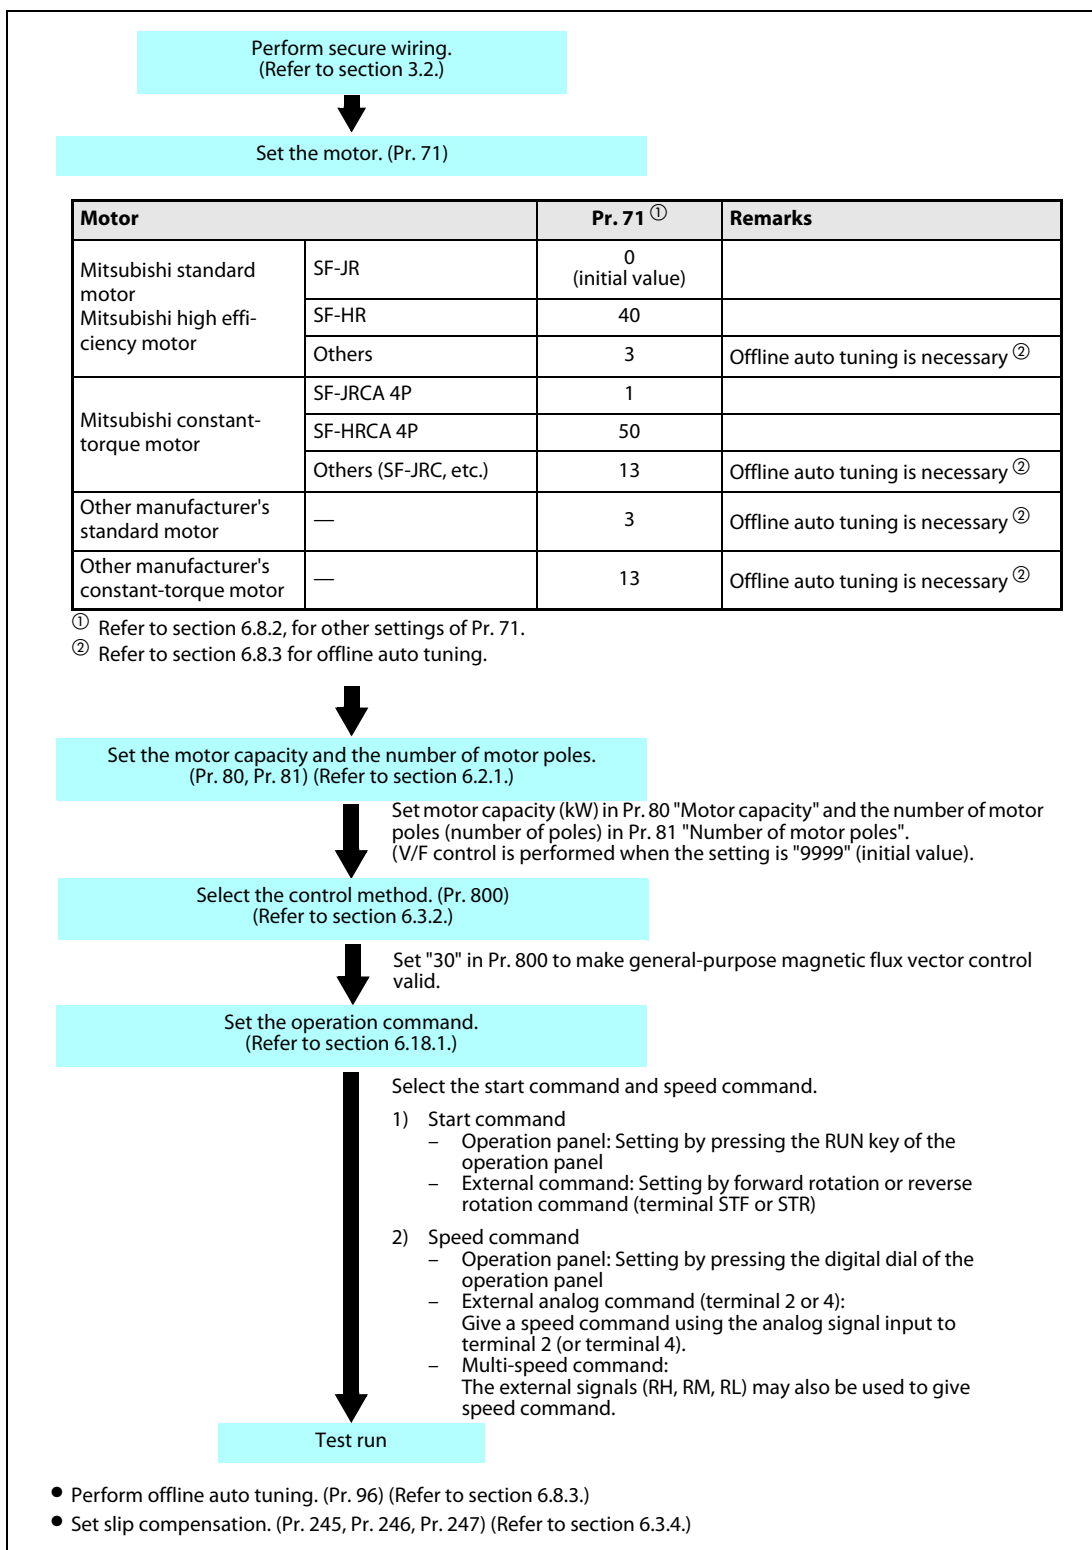 Perform secure wiring.
(Refer to section 3.2.)
Set the motor. (Pr. 71)
Motor Pr. 71 ① Remarks
Mitsubishi standard
motor
Mitsubishi high effi-
ciency motor
SF-JR 0
(initial value)
SF-HR 40
Others 3 Offline auto tuning is necessary ②
Mitsubishi constant-
torque motor
SF-JRCA 4P 1
SF-HRCA 4P 50
Others (SF-JRC, etc.) 13 Offline auto tuning is necessary ②
Other manufacturer's
standard motor
— 3 Offline auto tuning is necessary ②
Other manufacturer's
constant-torque motor
— 13 Offline auto tuning is necessary ②
① Refer to section 6.8.2, for other settings of Pr. 71.
② Refer to section 6.8.3 for offline auto tuning.
Set the motor capacity and the number of motor poles.
(Pr. 80, Pr. 81) (Refer to section 6.2.1.)
Set motor capacity (kW) in Pr. 80 "Motor capacity" and the number of motor
poles (number of poles) in Pr. 81 "Number of motor poles".
(V/F control is performed when the setting is "9999" (initial value).
Select the control method. (Pr. 800)
(Refer to section 6.3.2.)
Set "30" in Pr. 800 to make general-purpose magnetic flux vector control
valid.
Set the operation command.
(Refer to section 6.18.1.)
Select the start command and speed command.
1) Start command
– Operation panel: Setting by pressing the RUN key of the
operation panel
– External command: Setting by forward rotation or reverse
rotation command (terminal STF or STR)
2) Speed command
– Operation panel: Setting by pressing the digital dial of the
operation panel
– External analog command (terminal 2 or 4):
Give a speed command using the analog signal input to
terminal 2 (or terminal 4).
– Multi-speed command:
The external signals (RH, RM, RL) may also be used to give
speed command.
Test run
● Perform offline auto tuning. (Pr. 96) (Refer to section 6.8.3.)
● Set slip compensation. (Pr. 245, Pr. 246, Pr. 247) (Refer to section 6.3.4.)